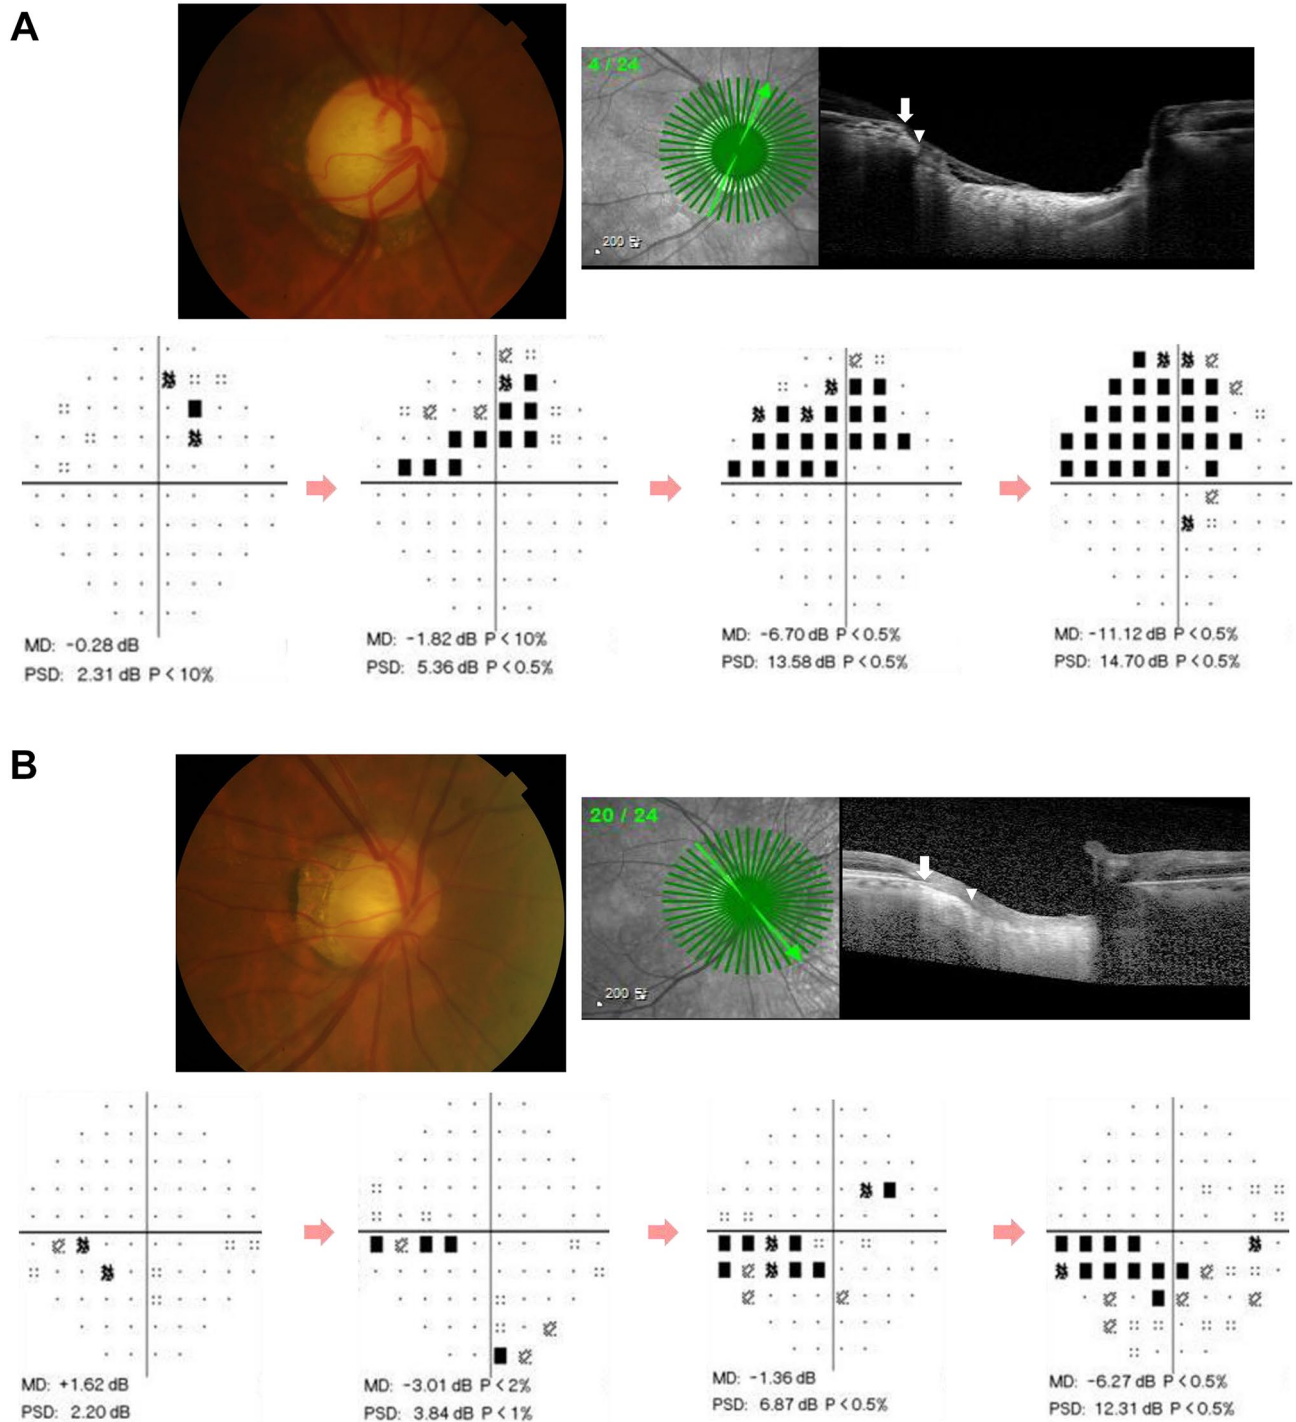 A
4 / 24
200
MD: -0.28 dB
PSD: 2.31 dB P < 10%
MD: -1.82 dB P < 10%
PSD: 5.36 dB P < 0.5%
MD: -6.70 dB P < 0.5%
PSD: 13.58 dB P < 0.5%
MD: -11.12 dB P < 0.5%
PSD: 14.70 dB P < 0.5%
B
20 / 24
200
MD: +1.62 dB
PSD: 2.20 dB
MD: -3.01 dB P < 2%
PSD: 3.84 dB P < 1%
MD: -1.36 dB
PSD: 6.87 dB P < 0.5%
MD: -6.27 dB P < 0.5%
PSD: 12.31 dB P < 0.5%